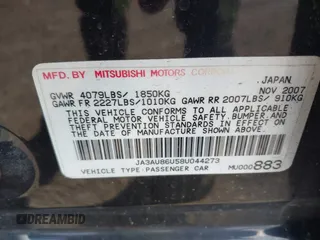 MFD. BY MITSUBISHI MOTORS CORPORATION JAPAN
GVWR 4079LBS/ 1850KG NOV 2007
GAWR FR 2227LBS/1010KG GAWR RR 2007LBS/ 910KG
THIS VEHICLE CONFORMS TO ALL APPLICABLE
FEDERAL MOTOR VEHICLE SAFETY, BUMPER, AND
THEFT PREVENTION STANDARDS IN EFFECT ON THE
DATE OF MANUFACTURE SHOWN ABOVE.
JA3AU86U58U044273
VEHICLE TYPE:PASSENGER CAR MU000883
DREAMBID